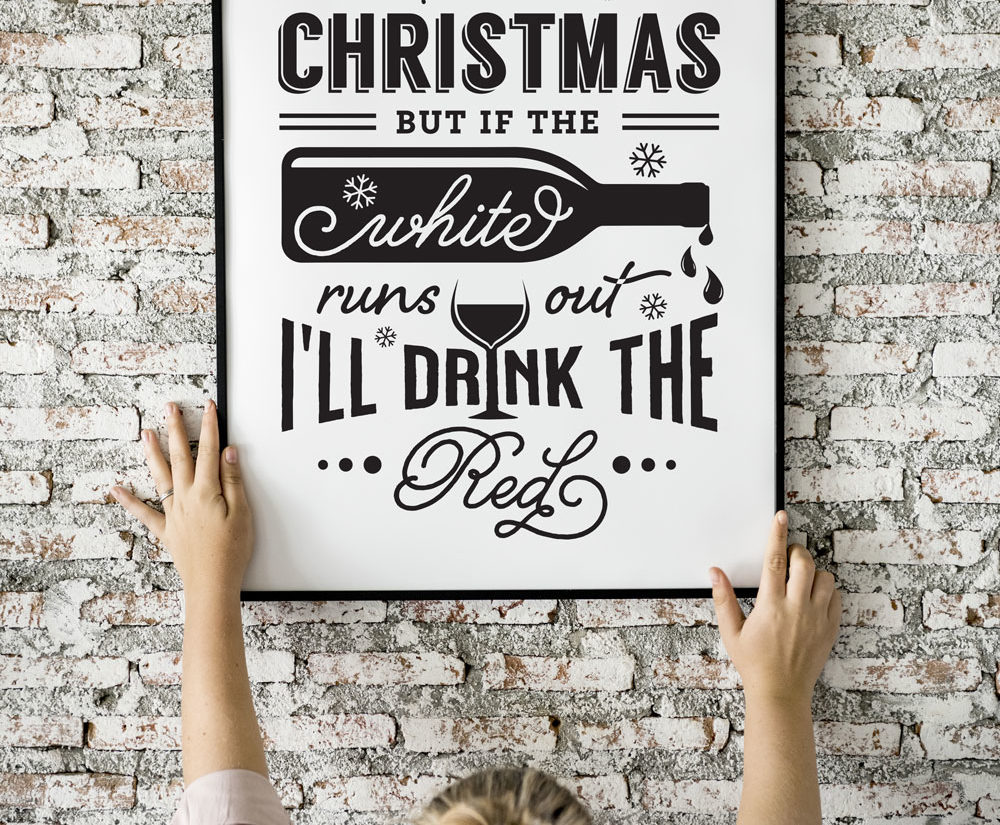 CHRISTMAS
BUT IF THE
white
runs out
I'LL DRINK THE
Red